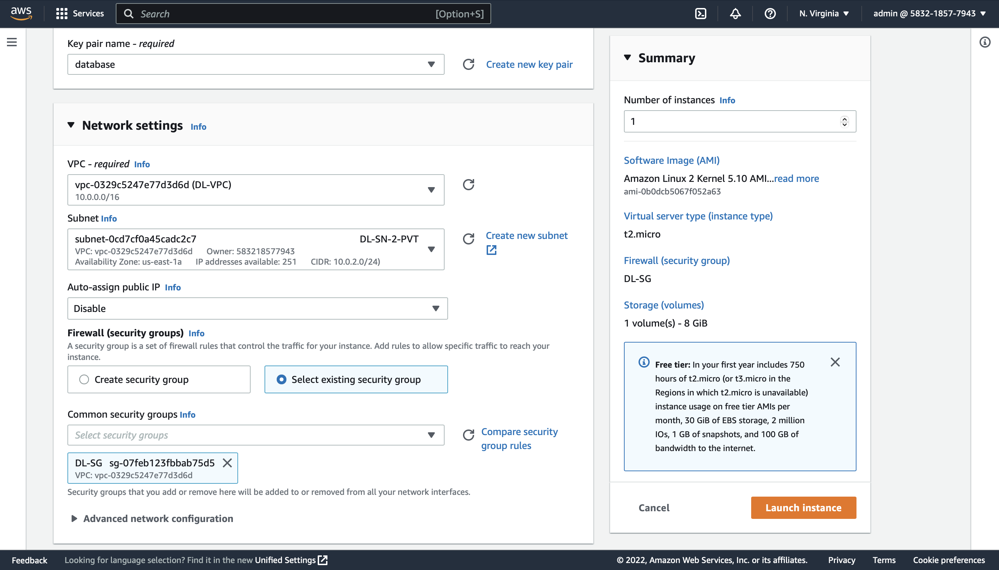 aws
Services
Search [Option+S]
N. Virginia
admin @ 5832-1857-7943
Key pair name - required
database
Create new key pair
Network settings Info
VPC - required Info
vpc-0329c5247e77d3d6d (DL-VPC)
10.0.0.0/16
Subnet Info
subnet-0cd7cf0a45cadc2c7 DL-SN-2-PVT
VPC: vpc-0329c5247e77d3d6d Owner: 583218577943
Availability Zone: us-east-1a IP addresses available: 251 CIDR: 10.0.2.0/24)
Create new subnet
Auto-assign public IP Info
Disable
Firewall (security groups) Info
A security group is a set of firewall rules that control the traffic for your instance. Add rules to allow specific traffic to reach your
instance.
Create security group
Select existing security group
Common security groups Info
Select security groups
Compare security
group rules
DL-SG sg-07feb123fbbab75d5
VPC: vpc-0329c5247e77d3d6d
Security groups that you add or remove here will be added to or removed from all your network interfaces.
Advanced network configuration
Summary
Number of instances Info
1
Software Image (AMI)
Amazon Linux 2 Kernel 5.10 AMI...read more
ami-0b0dcb5067f052a63
Virtual server type (instance type)
t2.micro
Firewall (security group)
DL-SG
Storage (volumes)
1 volume(s) - 8 GiB
Free tier: In your first year includes 750
hours of t2.micro (or t3.micro in the
Regions in which t2.micro is unavailable)
instance usage on free tier AMIs per
month, 30 GiB of EBS storage, 2 million
IOs, 1 GB of snapshots, and 100 GB of
bandwidth to the internet.
Cancel
Launch instance
Feedback
Looking for language selection? Find it in the new Unified Settings
© 2022, Amazon Web Services, Inc. or its affiliates.
Privacy
Terms
Cookie preferences